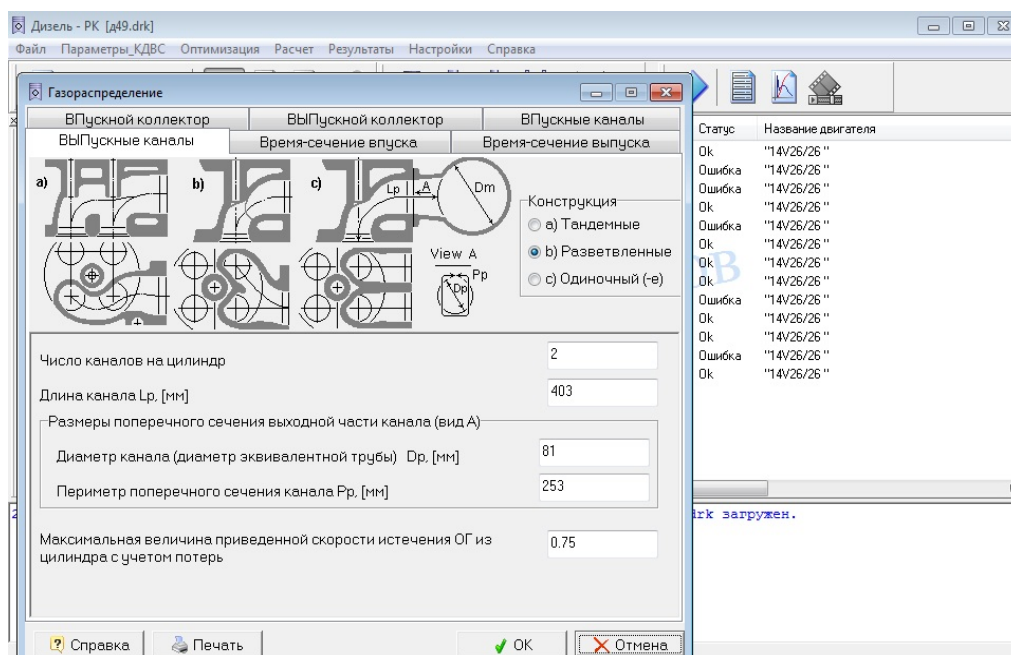 Дизель - РК [д49.drk]
Файл Параметры_КДВС Оптимизация Расчет Результаты Настройки Справка
Газораспределение
ВПускной коллектор ВЫПускной коллектор ВПускные каналы
ВЫПускные каналы Время-сечение впуска Время-сечение выпуска
a) b) c) Lp A Dm
View A
Pp
Dp
Конструкция
a) Тандемные
b) Разветвленные
c) Одиночный (-е)
Число каналов на цилиндр 2
Длина канала Lp, [мм] 403
Размеры поперечного сечения выходной части канала (вид А)
Диаметр канала (диаметр эквивалентной трубы) Dp, [мм] 81
Периметр поперечного сечения канала Pp, [мм] 253
Максимальная величина приведенной скорости истечения ОГ из 0.75
цилиндра с учетом потерь
Справка Печать OK Отмена
Статус Название двигателя
Ok "14V26/26 "
Ошибка "14V26/26 "
Ошибка "14V26/26 "
Ok "14V26/26 "
Ошибка "14V26/26 "
Ok "14V26/26 "
Ok "14V26/26 "
Ok "14V26/26 "
Ошибка "14V26/26 "
Ok "14V26/26 "
Ok "14V26/26 "
Ошибка "14V26/26 "
Ok "14V26/26 "
drk загружен.